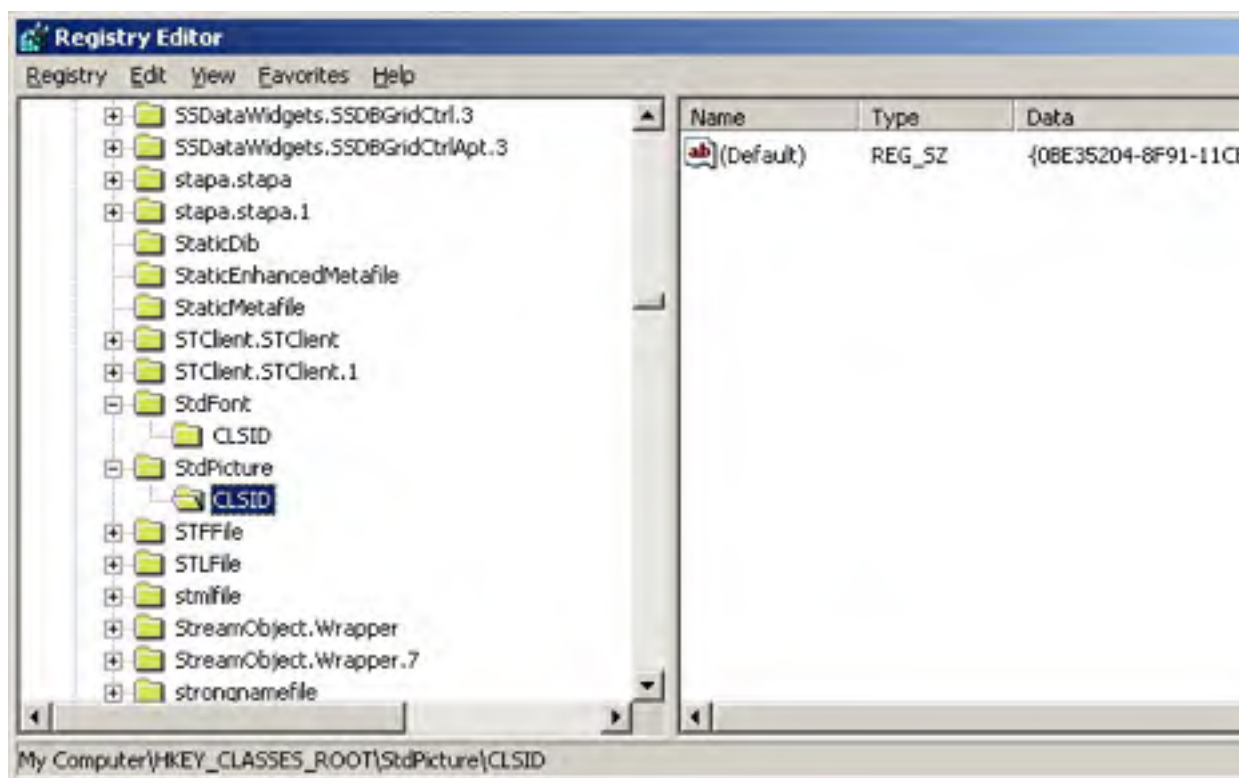 Registry Editor
Registry Edit View Favorites Help
SSDataWidgets.SSDBGridCtrl.3
SSDataWidgets.SSDBGridCtrlApt.3
stapa.stapa
stapa.stapa.1
StaticDib
StaticEnhancedMetafile
StaticMetafile
STClient.STClient
STClient.STClient.1
StdFont
CLSID
StdPicture
CLSID
STFFile
STLFile
stmlfile
StreamObject.Wrapper
StreamObject.Wrapper.7
strongnamefile
Name Type Data
ab (Default) REG_SZ {0BE35204-8F91-11CE
My Computer\HKEY_CLASSES_ROOT\StdPicture\CLSID